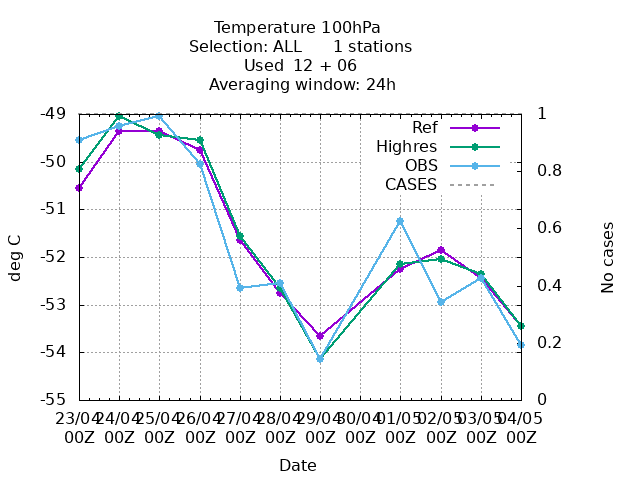 Temperature 100hPa
Selection: ALL      1 stations
Used  12 + 06
Averaging window: 24h
-49
-50
-51
-52
-53
-54
-55
1
0.8
0.6
0.4
0.2
0
Ref
Highres
OBS
CASES
deg C
No cases
23/04 24/04 25/04 26/04 27/04 28/04 29/04 30/04 01/05 02/05 03/05 04/05
00Z 00Z 00Z 00Z 00Z 00Z 00Z 00Z 00Z 00Z 00Z 00Z
Date